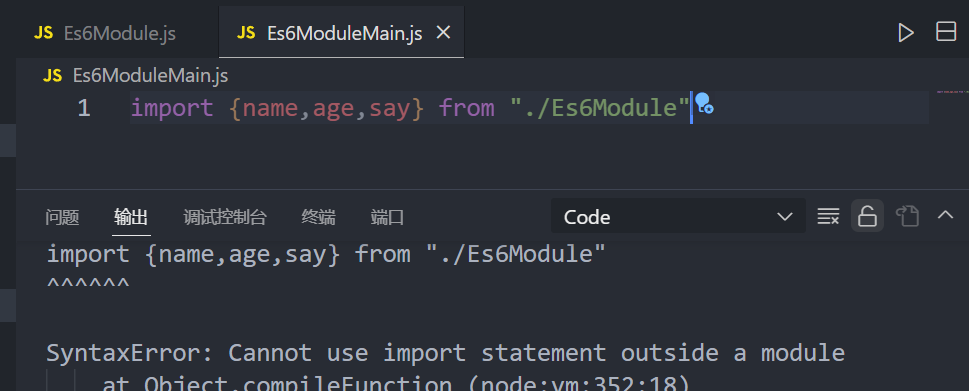 JS Es6Module.js JS Es6ModuleMain.js
JS Es6ModuleMain.js
1 import {name,age,say} from "./Es6Module"
问题 输出 调试控制台 终端 端口 Code
import {name,age,say} from "./Es6Module"
^^^^^^
SyntaxError: Cannot use import statement outside a module
at Object.compileFunction (node:vm:352:18)